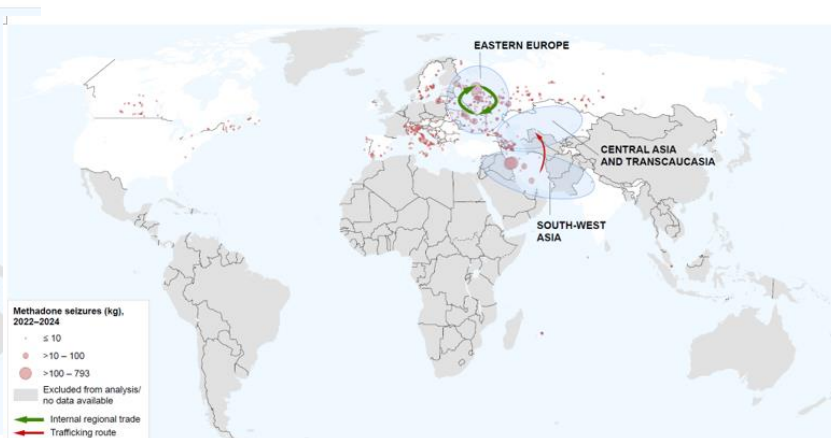 EASTERN EUROPE
CENTRAL ASIA
AND TRANSCAUCASIA
SOUTH-WEST
ASIA
Methadone seizures (kg),
2022–2024
≤ 10
>10 – 100
>100 – 793
Excluded from analysis/
no data available
Internal regional trade
Trafficking route